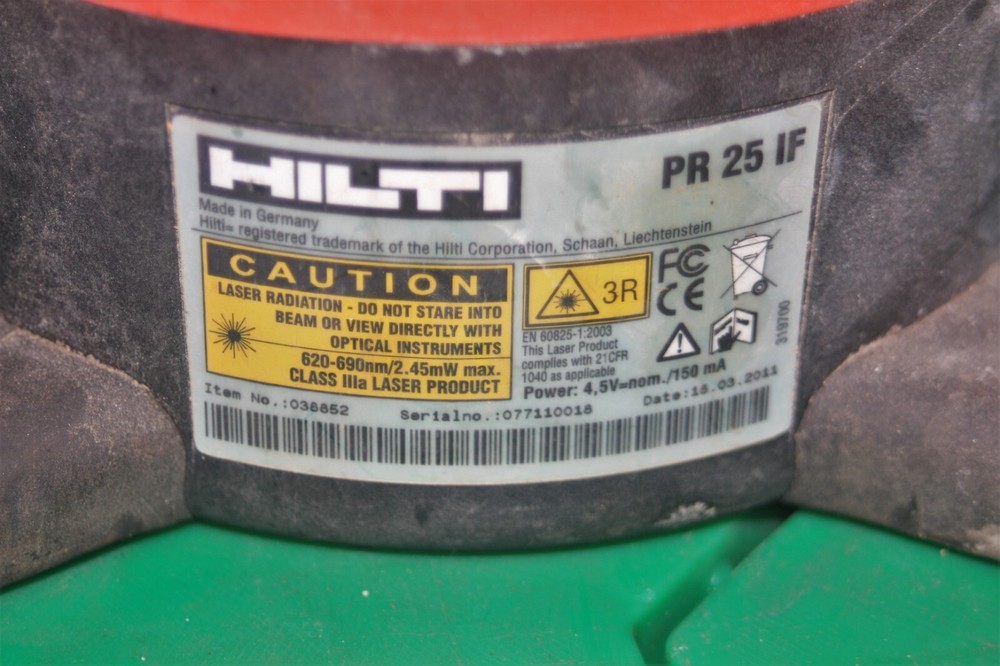 HILTI
PR 25 IF
Made in Germany
Hilti= registered trademark of the Hilti Corporation, Schaan, Liechtenstein
CAUTION
LASER RADIATION - DO NOT STARE INTO
BEAM OR VIEW DIRECTLY WITH
OPTICAL INSTRUMENTS
620-690nm/2.45mW max.
CLASS IIIa LASER PRODUCT
3R
FC
CE
EN 60825-1:2003
This Laser Product
complies with 21CFR
1040 as applicable
Power: 4,5V=nom./150 mA
319700
Item No.:038852
Serialno.:077110018
Date:18.03.2011